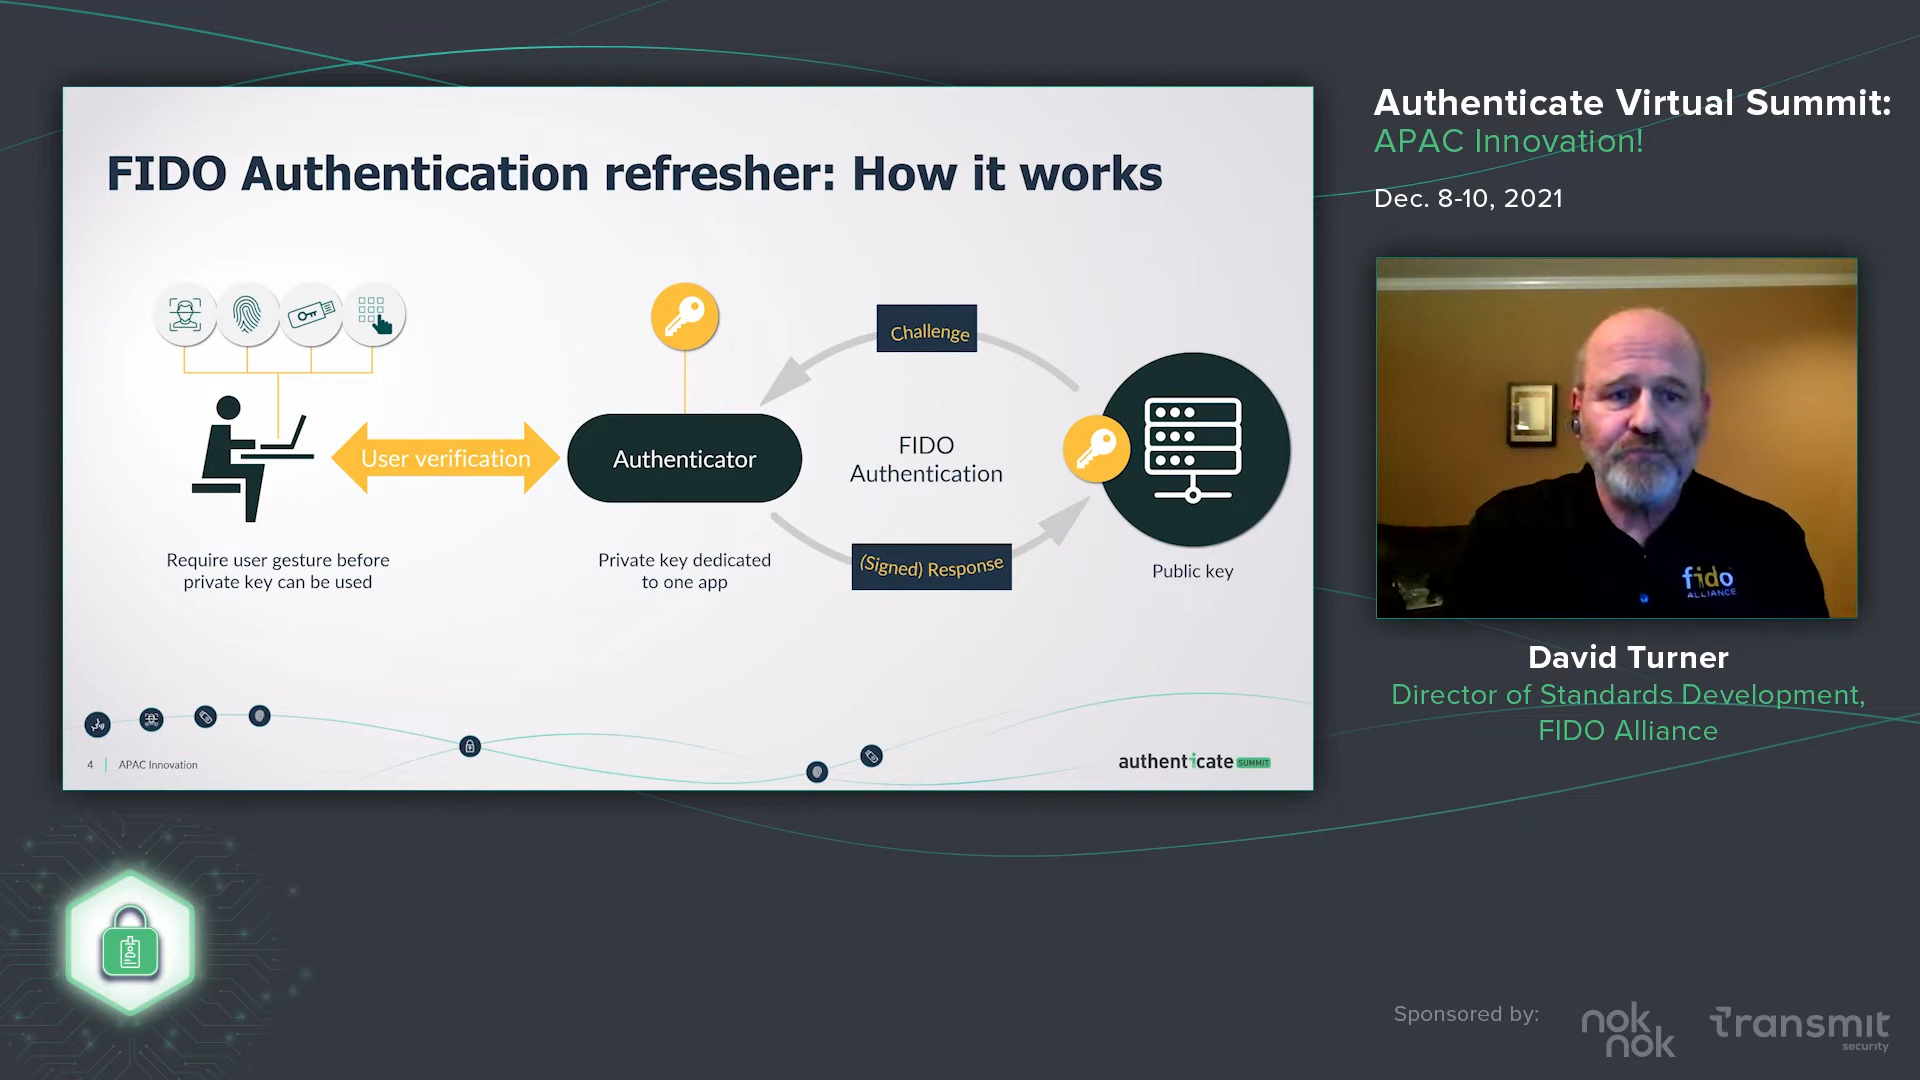 FIDO Authentication refresher: How it works
Challenge
User verification
Authenticator
FIDO
Authentication
(Signed) Response
Require user gesture before
private key can be used
Private key dedicated
to one app
Public key
4 | APAC Innovation
authenticate SUMMIT
Authenticate Virtual Summit:
APAC Innovation!
Dec. 8-10, 2021
fido
ALLIANCE
David Turner
Director of Standards Development,
FIDO Alliance
Sponsored by:
nok
nok
Transmit
security